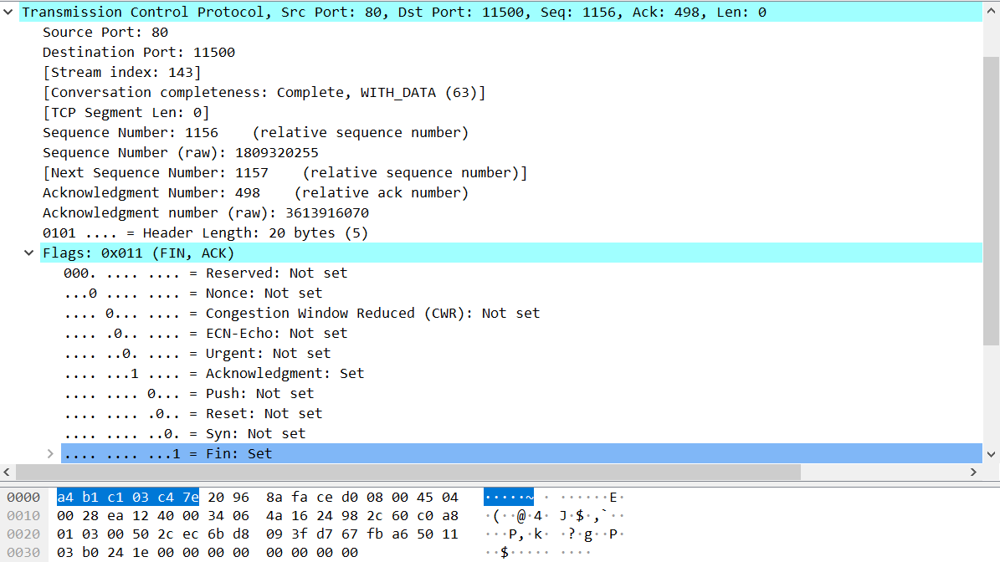 Transmission Control Protocol, Src Port: 80, Dst Port: 11500, Seq: 1156, Ack: 498, Len: 0
Source Port: 80
Destination Port: 11500
[Stream index: 143]
[Conversation completeness: Complete, WITH_DATA (63)]
[TCP Segment Len: 0]
Sequence Number: 1156    (relative sequence number)
Sequence Number (raw): 1809320255
[Next Sequence Number: 1157    (relative sequence number)]
Acknowledgment Number: 498    (relative ack number)
Acknowledgment number (raw): 3613916070
0101 .... = Header Length: 20 bytes (5)
Flags: 0x011 (FIN, ACK)
000. .... .... = Reserved: Not set
...0 .... .... = Nonce: Not set
.... 0... .... = Congestion Window Reduced (CWR): Not set
.... .0.. .... = ECN-Echo: Not set
.... ..0. .... = Urgent: Not set
.... ...1 .... = Acknowledgment: Set
.... .... 0... = Push: Not set
.... .... .0.. = Reset: Not set
.... .... ..0. = Syn: Not set
.... .... ...1 = Fin: Set
0000 a4 b1 c1 03 c4 7e 20 96 8a fa ce d0 08 00 45 04 ·····~ · ······E·
0010 00 28 ea 12 40 00 34 06 4a 16 24 98 2c 60 c0 a8 ·(··@·4· J·$·,`··
0020 01 03 00 50 2c ec 6b d8 09 3f d7 67 fb a6 50 11 ···P,·k· ·?·g··P·
0030 03 b0 24 1e 00 00 00 00 00 00 00 00 ··$····· ····